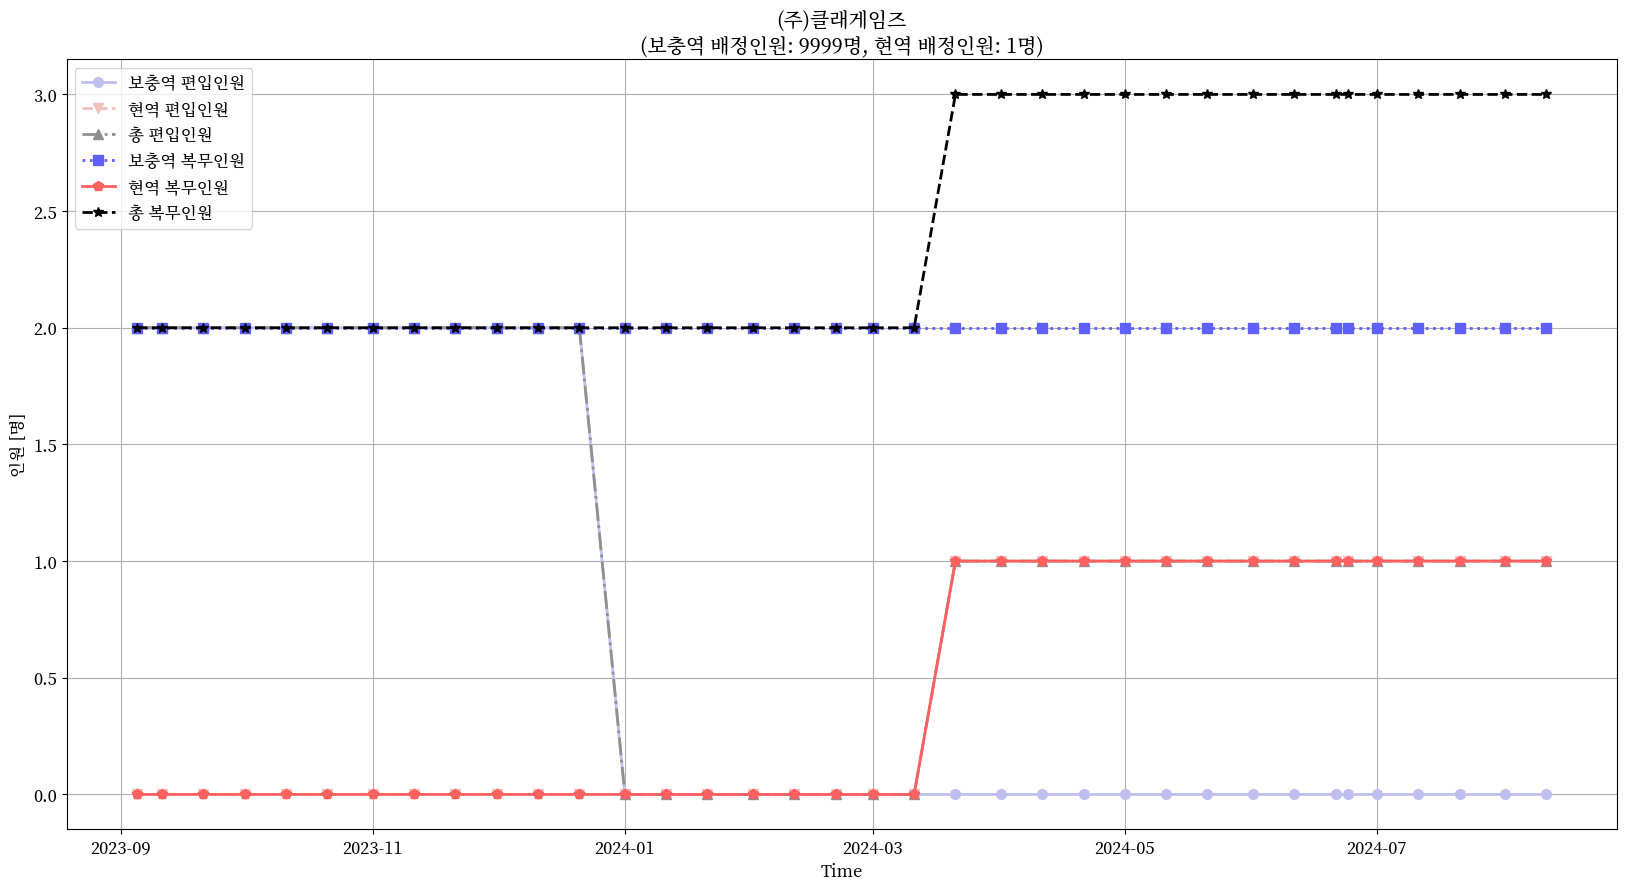 (주)클래게임즈
(보충역 배정인원: 9999명, 현역 배정인원: 1명)
보충역 편입인원
현역 편입인원
총 편입인원
보충역 복무인원
현역 복무인원
총 복무인원
3.0
2.5
2.0
1.5
1.0
0.5
0.0
인원 [명]
2023-09
2023-11
2024-01
2024-03
2024-05
2024-07
Time